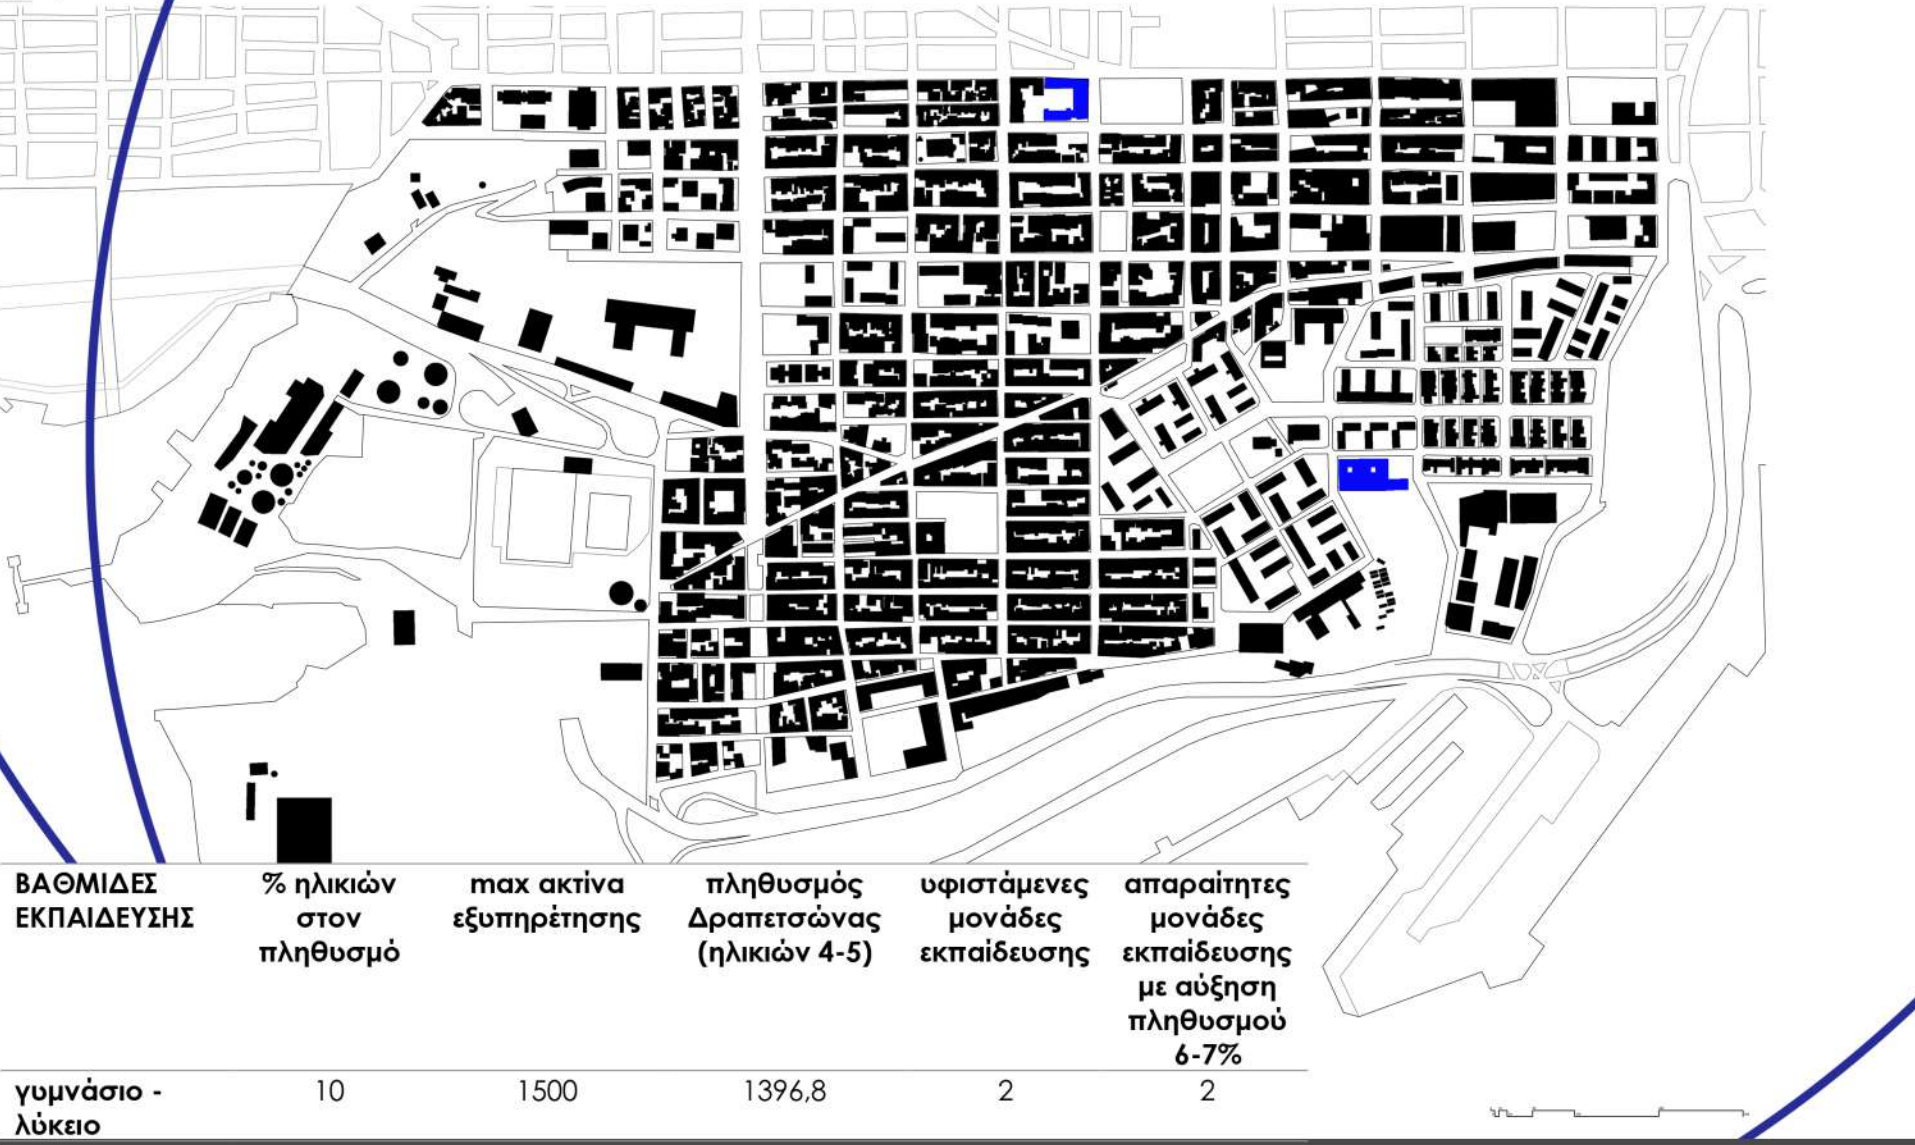 ΒΑΘΜΙΔΕΣ
ΕΚΠΑΙΔΕΥΣΗΣ
% ηλικιών
στον
πληθυσμό
max ακτίνα
εξυπηρέτησης
πληθυσμός
Δραπετσώνας
(ηλικιών 4-5)
υφιστάμενες
μονάδες
εκπαίδευσης
απαραίτητες
μονάδες
εκπαίδευσης
με αύξηση
πληθυσμού
6-7%
γυμνάσιο -
λύκειο
10
1500
1396,8
2
2